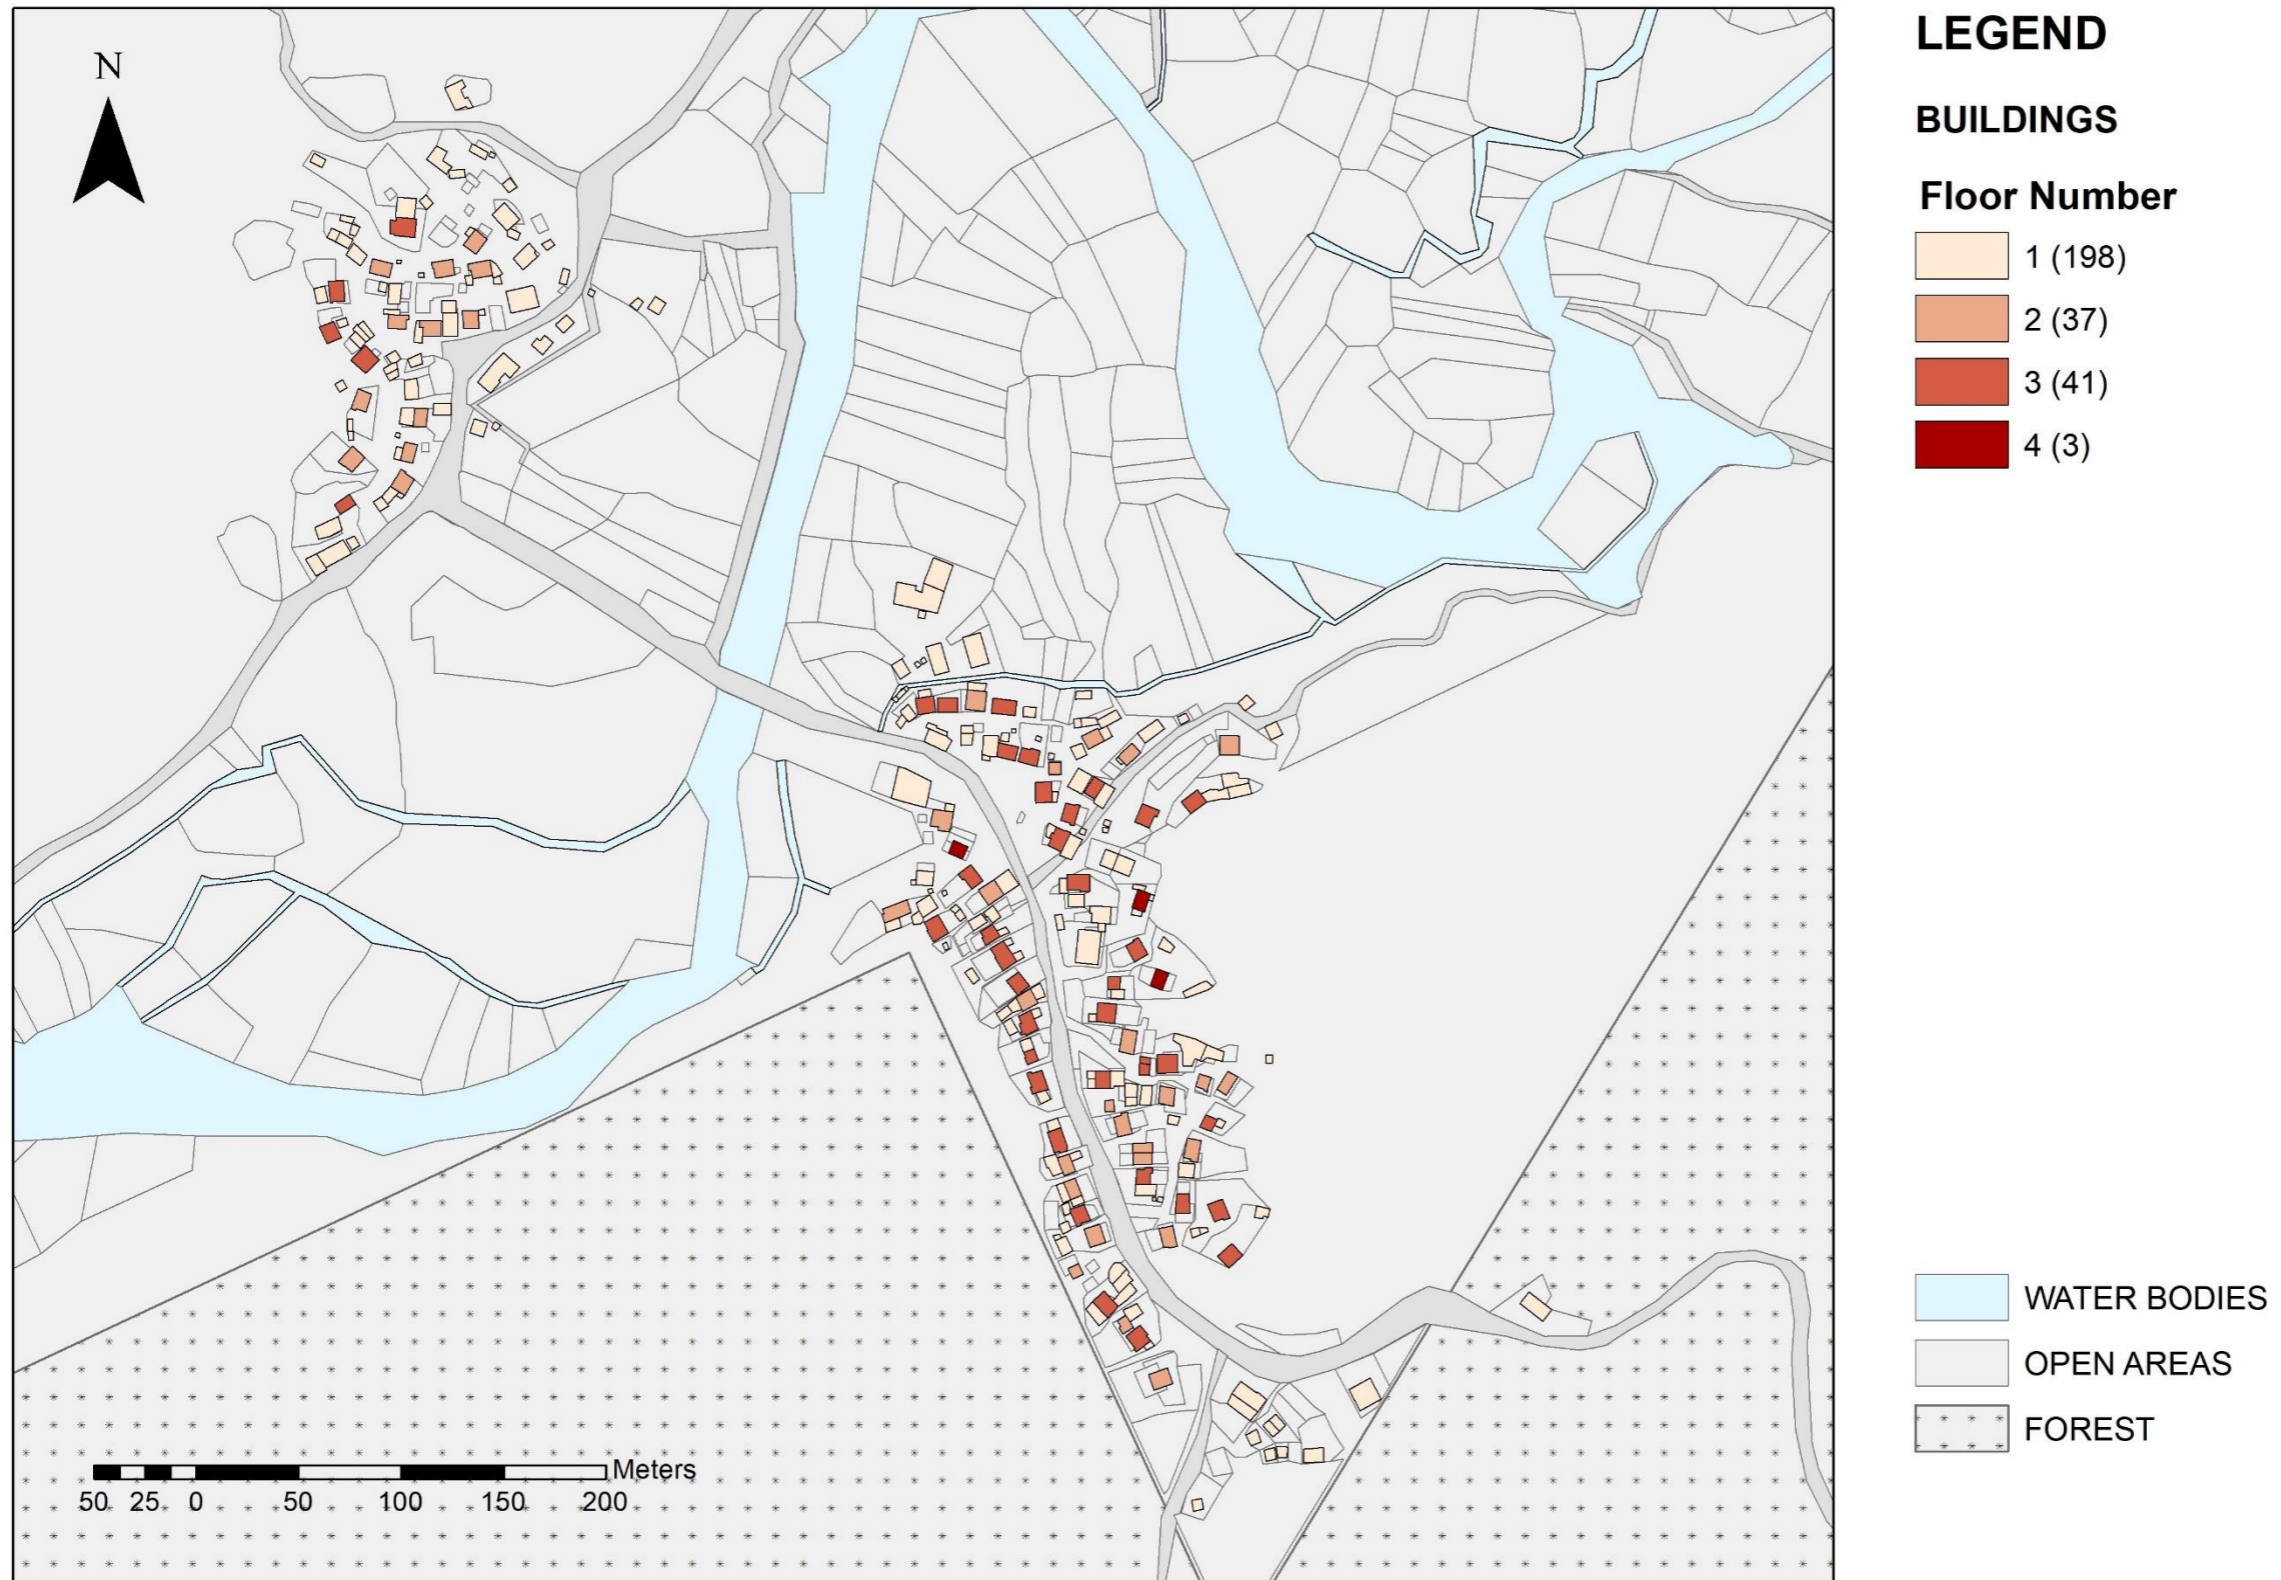 N
LEGEND
BUILDINGS
Floor Number
1 (198)
2 (37)
3 (41)
4 (3)
WATER BODIES
OPEN AREAS
FOREST
Meters
50 25 0 50 100 150 200